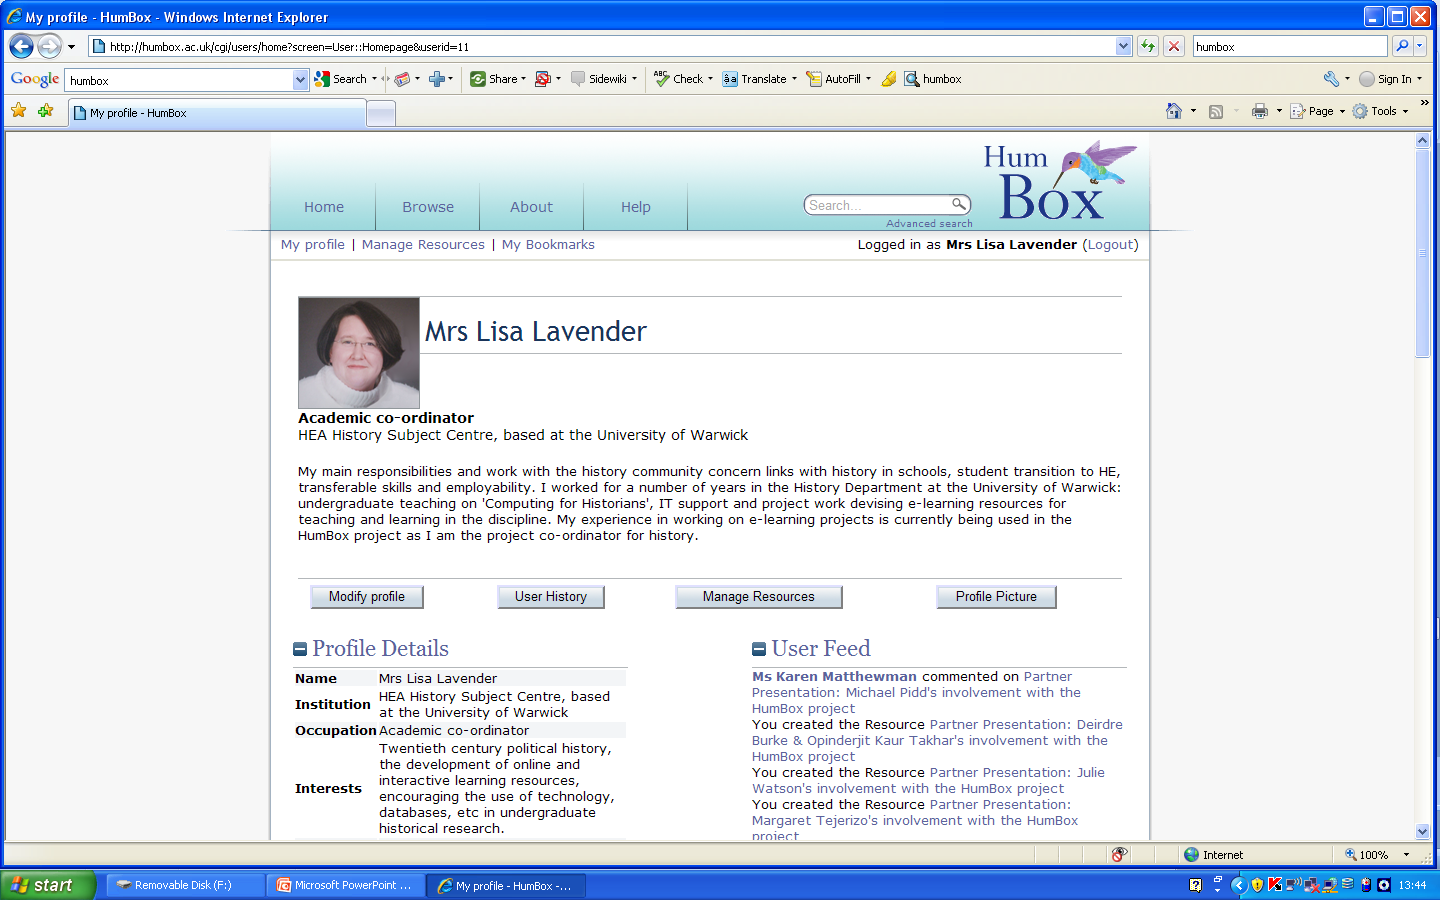 My profile - HumBox - Windows Internet Explorer
http://humbox.ac.uk/cgi/users/home?screen=User::Homepage&userid=11
humbox
Google
humbox
Search
Share
Sidewiki
Check
Translate
AutoFill
humbox
Sign In
My profile - HumBox
Page
Tools
Hum
Box
Home
Browse
About
Help
Search...
Advanced search
My profile | Manage Resources | My Bookmarks
Logged in as Mrs Lisa Lavender (Logout)
Mrs Lisa Lavender
Academic co-ordinator
HEA History Subject Centre, based at the University of Warwick
My main responsibilities and work with the history community concern links with history in schools, student transition to HE,
transferable skills and employability. I worked for a number of years in the History Department at the University of Warwick:
undergraduate teaching on 'Computing for Historians', IT support and project work devising e-learning resources for
teaching and learning in the discipline. My experience in working on e-learning projects is currently being used in the
HumBox project as I am the project co-ordinator for history.
Modify profile
User History
Manage Resources
Profile Picture
Profile Details
Name Mrs Lisa Lavender
Institution HEA History Subject Centre, based
at the University of Warwick
Occupation Academic co-ordinator
Interests Twentieth century political history,
the development of online and
interactive learning resources,
encouraging the use of technology,
databases, etc in undergraduate
historical research.
User Feed
Ms Karen Matthewman commented on Partner
Presentation: Michael Pidd's involvement with the
HumBox project
You created the Resource Partner Presentation: Deirdre
Burke & Opinderjit Kaur Takhar's involvement with the
HumBox project
You created the Resource Partner Presentation: Julie
Watson's involvement with the HumBox project
You created the Resource Partner Presentation:
Margaret Tejerizo's involvement with the HumBox
project
Internet
100%
start
Removable Disk (F:)
Microsoft PowerPoint ...
My profile - HumBox -...
13:44